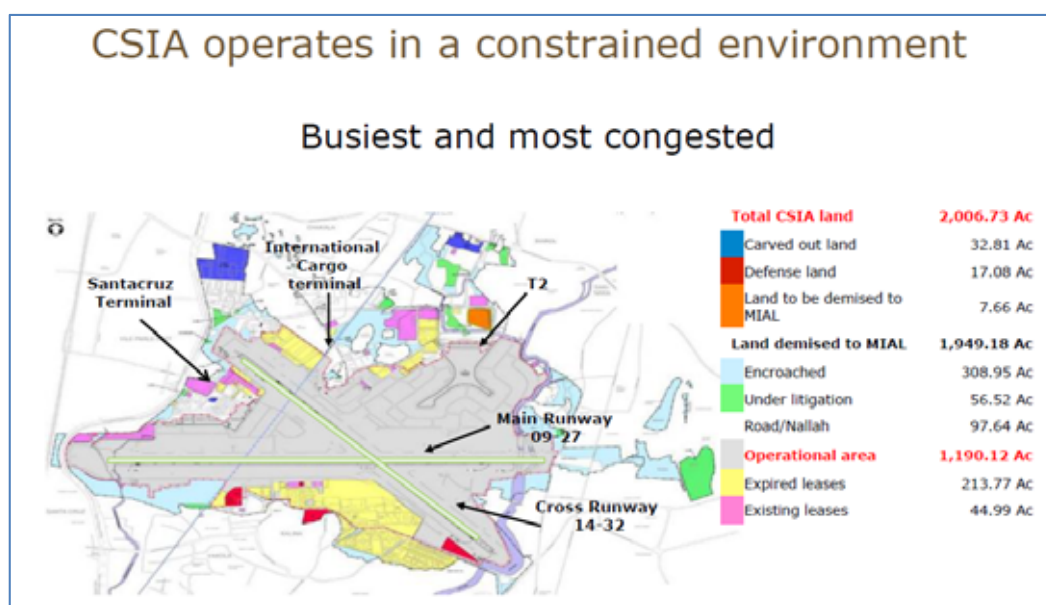 CSIA operates in a constrained environment
Busiest and most congested
Santacruz
Terminal
International
Cargo
terminal
T2
Main Runway
09-27
Cross Runway
14-32
Total CSIA land 2,006.73 Ac
Carved out land 32.81 Ac
Defense land 17.08 Ac
Land to be demised to
MIAL 7.66 Ac
Land demised to MIAL 1,949.18 Ac
Encroached 308.95 Ac
Under litigation 56.52 Ac
Road/Nallah 97.64 Ac
Operational area 1,190.12 Ac
Expired leases 213.77 Ac
Existing leases 44.99 Ac